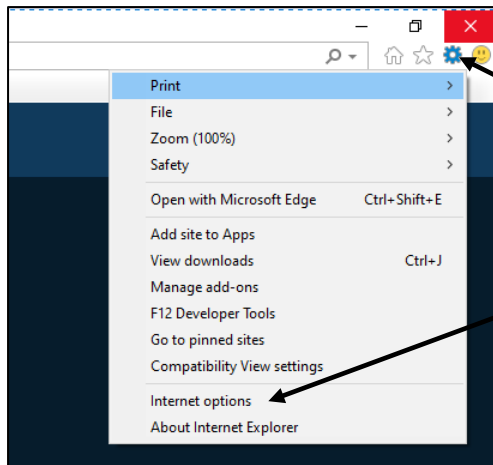 Print
File
Zoom (100%)
Safety
Open with Microsoft Edge Ctrl+Shift+E
Add site to Apps
View downloads Ctrl+J
Manage add-ons
F12 Developer Tools
Go to pinned sites
Compatibility View settings
Internet options
About Internet Explorer